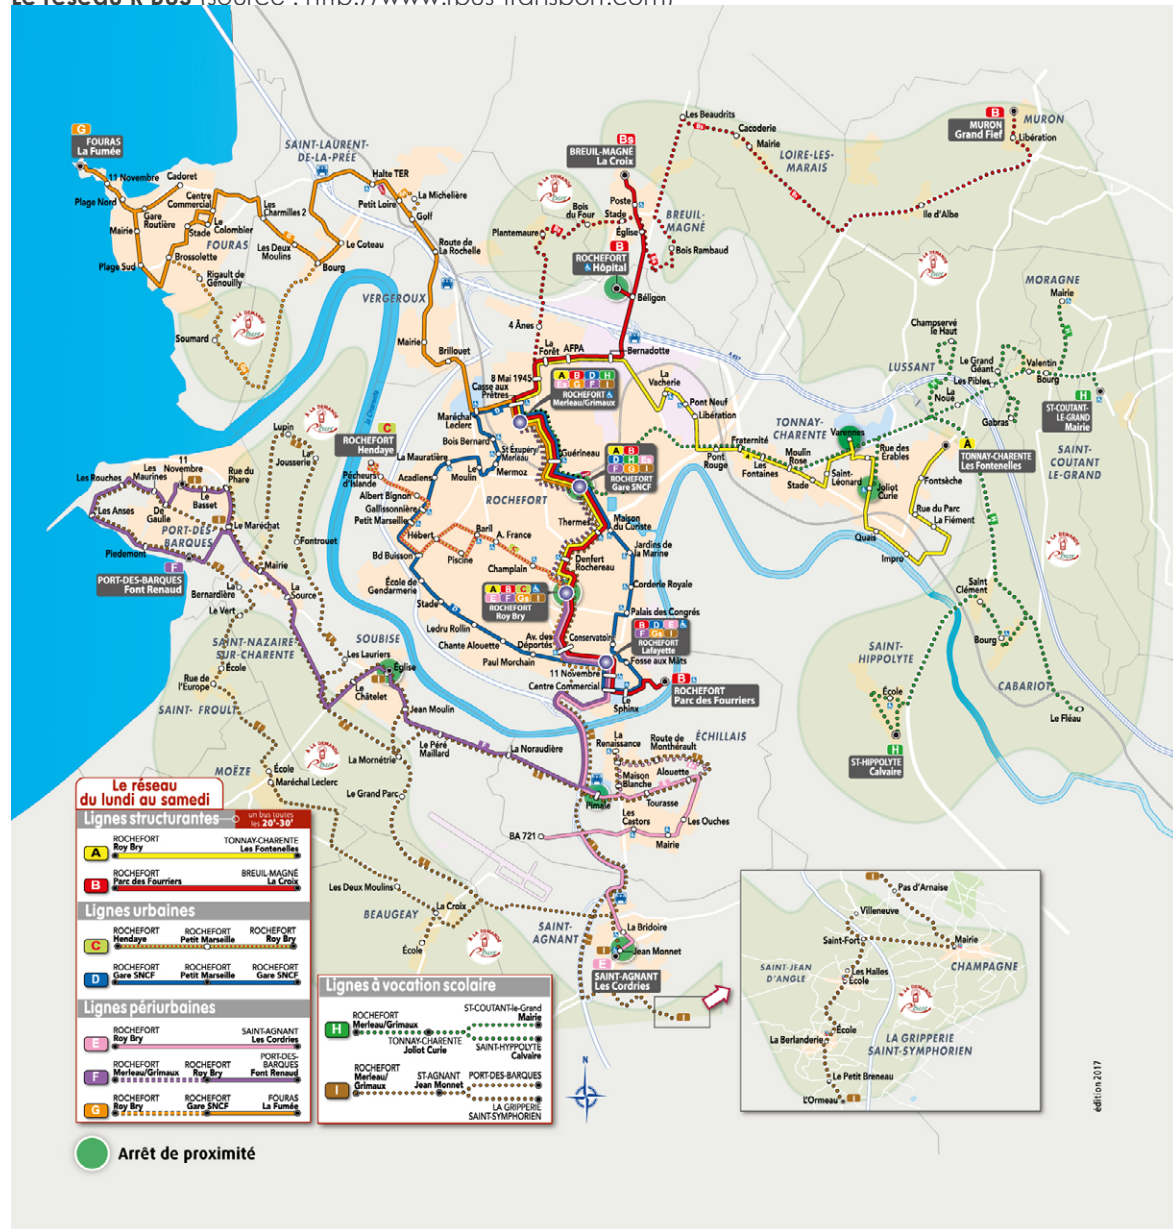 Le réseau R'Bus (source : http://www.rbus-transport.com)
G
FOURAS
La Fumée
11 Novembre
Cadoret
Plage Nord
Gare
Routière
Centre
Commercial
Mairie
Stade
Le
Colombier
Plage Sud
FOURAS
Brossolette
Rigault de
Génouilly
Soumard
Les
Charmilles 2
Les Deux
Moulins
Le Coteau
Bourg
SAINT-LAURENT-
DE-LA-PRÉE
Halte TER
Petit Loire
La Michelière
Golf
Route de
La Rochelle
VERGEROUX
Mairie
Brillouet
La Charente
Bs
BREUIL-MAGNÉ
La Croix
Poste
Stade
Église
Bois
du Four
Plantemaure
BREUIL-
MAGNÉ
Bois Rambaud
B
ROCHEFORT
Hôpital
Béligon
4 Ânes
La
Forêt
AFPA
Bernadotte
8 Mai 1945
Casse aux
Prêtres
A B D H
Es G F I
ROCHEFORT
Merleau/Grimaux
Les Beaudrits
Cacoderie
Mairie
LOIRE-LES-
MARAIS
Ile d'Albe
B
MURON
Grand Fief
MURON
Libération
À LA DEMANDE
R'bus
MORAGNE
Mairie
Champservé
le Haut
LUSSANT
Le Grand
Géant
Les Pibles
La
Noue
Valentin
Bourg
Gabras
H
ST-COUTANT
LE-GRAND
Mairie
SAINT-
COUTANT
LE-GRAND
La
Vacherie
Pont Neuf
Libération
Pont
Rouge
Fraternité
Les
Fontaines
Moulin
Rose
Stade
TONNAY-
CHARENTE
Varennes
Saint-
Léonard
Rue des
Érables
Joliot
Curie
A
TONNAY-CHARENTE
Les Fontenelles
Fontsèche
Rue du Parc
La Flément
Quais
Impro
Maréchal
Leclerc
Bois Bernard
St Exupéry/
Merleau
Mermoz
Le
Moulin
La Mauratière
Acadiens
Guérineau
A B
D H Es
F G I
ROCHEFORT
Gare SNCF
C
ROCHEFORT
Hendaye
Pêcheurs
d'Islande
Albert Bignon
Gallissonnière
Petit Marseille
ROCHEFORT
Hébert
Baril
A. France
Piscine
Champlain
Bd Buisson
École de
Gendarmerie
Stade
Ledru Rollin
Chante Alouette
Paul Morchain
Thermes
Maison
du Curiste
Jardins de
la Marine
Denfert
Rochereau
Corderie Royale
A B C
E F Gs I
ROCHEFORT
Roy Bry
Palais des Congrés
Av. des
Déportés
Conservatoire
B D E
F Gs I
ROCHEFORT
Lafayette
Fosse aux Mâts
11 Novembre
Centre Commercial
Le
Sphinx
B
ROCHEFORT
Parc des Fourriers
Lupin
La
Jousserie
Fontrouet
Les Rouches
Les
Maurines
11
Novembre
Rue du
Phare
Le
Basset
De
Gaulle
Les Anses
PORT-DES-
BARQUES
Le Maréchat
Piedemont
F
PORT-DES-BARQUES
Font Renaud
Mairie
Bernardière
La
Source
Le Vert
SAINT-NAZAIRE-
SUR-CHARENTE
École
Rue de
l'Europe
SAINT- FROULT
SOUBISE
Les Lauriers
Église
Le
Châtelet
Jean Moulin
Le Péré
Maillard
La Noraudière
Pimale
La Mornétrie
Le Grand Parc
MOËZE
École
Maréchal Leclerc
Les Deux Moulins
BEAUGEAY
La Croix
École
La
Renaissance
Route de
Monthérault
ÉCHILLAIS
Maison
Blanche
Alouette
Tourasse
Les
Castors
Les Ouches
Mairie
BA 721
SAINT-
AGNANT
La Bridoire
Jean Monnet
E
SAINT-AGNANT
Les Cordries
Saint
Clément
Bourg
SAINT-
HIPPOLYTE
École
CABARIOT
Le Fléau
H
ST-HIPPOLYTE
Calvaire
Pas d'Arnaise
Villeneuve
Saint-Fort
Mairie
CHAMPAGNE
SAINT-JEAN
D'ANGLE
Les Halles
École
École
La Berlanderie
LA GRIPPERIE
SAINT-SYMPHORIEN
Le Petit Breneau
L'Ormeau
Le réseau
du lundi au samedi
Lignes structurantes
un bus toutes
les 20'-30'
A
ROCHEFORT
Roy Bry
TONNAY-CHARENTE
Les Fontenelles
B
ROCHEFORT
Parc des Fourriers
BREUIL-MAGNÉ
La Croix
Lignes urbaines
C
ROCHEFORT
Hendaye
ROCHEFORT
Petit Marseille
ROCHEFORT
Roy Bry
D
ROCHEFORT
Gare SNCF
ROCHEFORT
Petit Marseille
ROCHEFORT
Gare SNCF
Lignes périurbaines
E
ROCHEFORT
Roy Bry
SAINT-AGNANT
Les Cordries
F
ROCHEFORT
Merleau/Grimaux
ROCHEFORT
Roy Bry
PORT-DES-
BARQUES
Font Renaud
G
ROCHEFORT
Roy Bry
ROCHEFORT
Gare SNCF
FOURAS
La Fumée
Lignes à vocation scolaire
H
ROCHEFORT
Merleau/Grimaux
TONNAY-CHARENTE
Joliot Curie
ST-COUTANT-le-Grand
Mairie
SAINT-HYPPOLYTE
Calvaire
I
ROCHEFORT
Merleau/
Grimaux
ST-AGNANT
Jean Monnet
PORT-DES-BARQUES
LA GRIPPERIE
SAINT-SYMPHORIEN
N
édition 2017
Arrêt de proximité